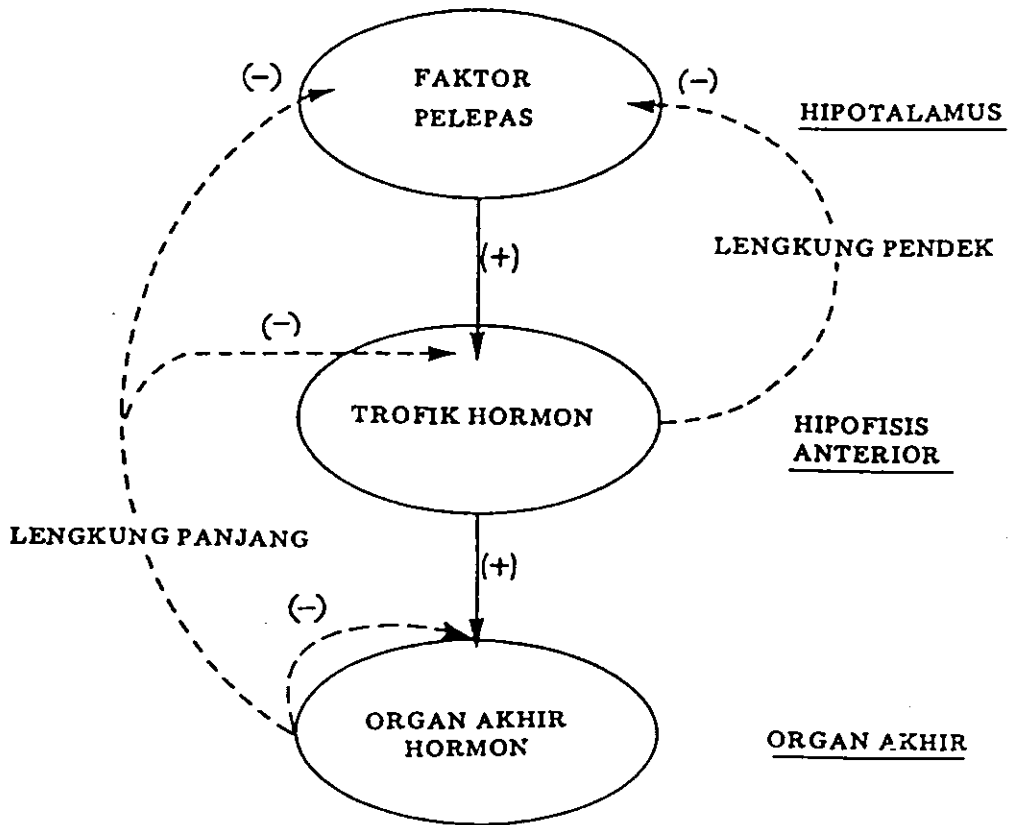 (-)
FAKTOR
PELEPAS
(-)
HIPOTALAMUS
(+)
LENGKUNG PENDEK
(-)
TROFIK HORMON
HIPOFISIS
ANTERIOR
LENGKUNG PANJANG
(+)
(-)
ORGAN AKHIR
HORMON
ORGAN AKHIR